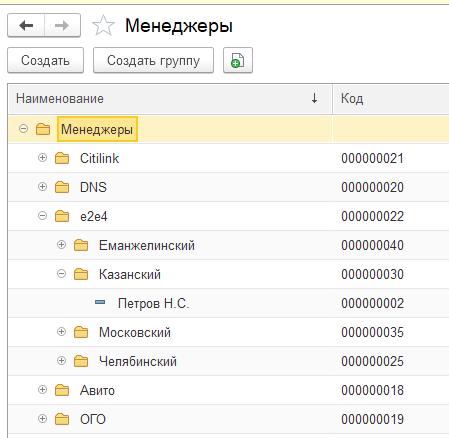 Менеджеры
Создать Создать группу
Наименование ↓ Код
Менеджеры
Citilink 000000021
DNS 000000020
e2e4 000000022
Еманжелинский 000000040
Казанский 000000030
Петров Н.С. 000000002
Московский 000000035
Челябинский 000000025
Авито 000000018
ОГО 000000019